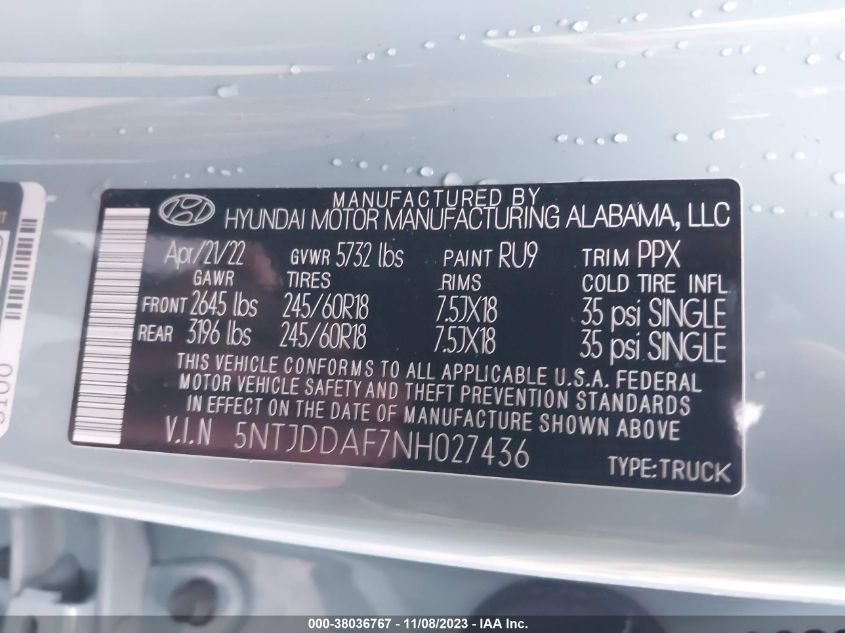 MANUFACTURED BY
HYUNDAI MOTOR MANUFACTURING ALABAMA, LLC
Apr/21/22 GVWR 5732 lbs PAINT RU9 TRIM PPX
GAWR TIRES RIMS COLD TIRE INFL
FRONT 2645 lbs 245/60R18 7.5JX18 35 psi SINGLE
REAR 3196 lbs 245/60R18 7.5JX18 35 psi SINGLE
THIS VEHICLE CONFORMS TO ALL APPLICABLE U.S.A. FEDERAL
MOTOR VEHICLE SAFETY AND THEFT PREVENTION STANDARDS
IN EFFECT ON THE DATE OF MANUFACTURE SHOWN ABOVE
V.I.N 5NTJDDAF7NH027436
TYPE:TRUCK
000-38036767 - 11/08/2023 - IAA Inc.